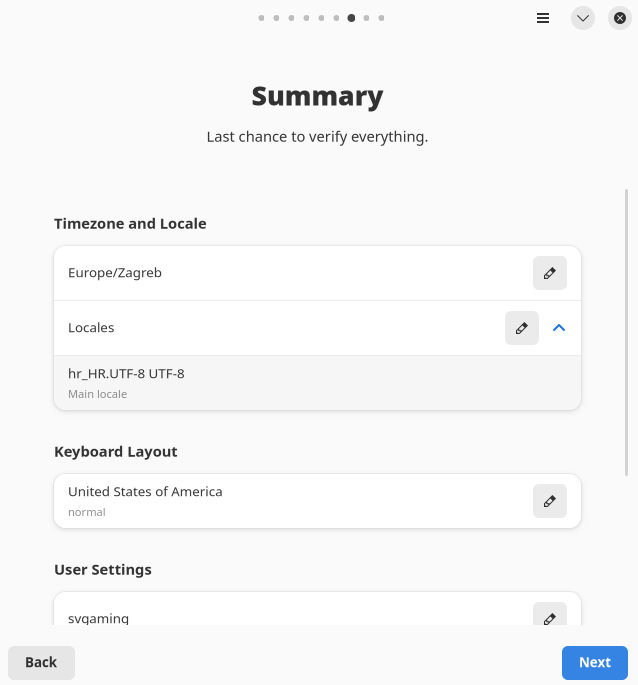 Summary
Last chance to verify everything.
Timezone and Locale
Europe/Zagreb
Locales
hr_HR.UTF-8 UTF-8
Main locale
Keyboard Layout
United States of America
normal
User Settings
svgaming
Back
Next